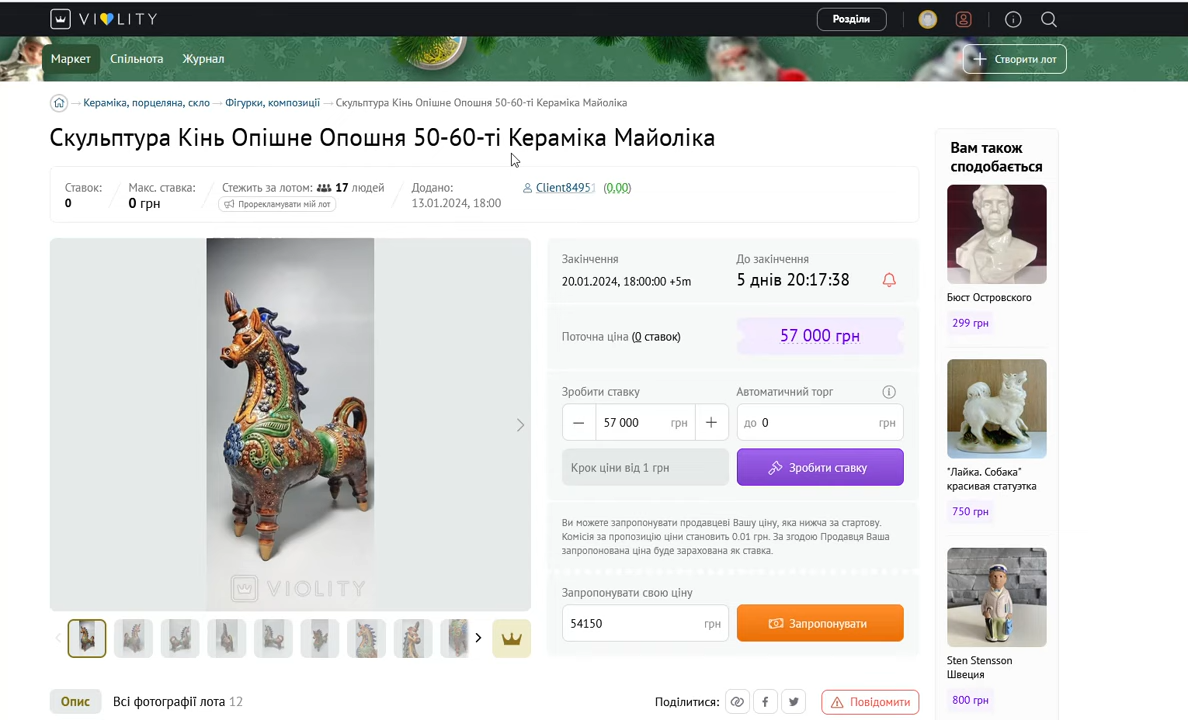 VIOLITY
Розділи
Маркет
Спільнота
Журнал
Створити лот
Кераміка, порцеляна, скло → Фігурки, композиції → Скульптура Кінь Опішне Опошня 50-60-ті Кераміка Майоліка
Скульптура Кінь Опішне Опошня 50-60-ті Кераміка Майоліка
Ставок:
0
Макс. ставка:
0 грн
Стежить за лотом: 17 людей
Прорекламувати мій лот
Додано:
13.01.2024, 18:00
Client8495 (0,00)
VIOLITY
Закінчення
20.01.2024, 18:00:00 +5m
До закінчення
5 днів 20:17:38
Поточна ціна (0 ставок)
57 000 грн
Зробити ставку
57 000 грн
Крок ціни від 1 грн
Автоматичний торг
до 0 грн
Зробити ставку
Ви можете запропонувати продавцеві Вашу ціну, яка нижча за стартову.
Комісія за пропозицію ціни становить 0.01 грн. За згодою Продавця Ваша
запропонована ціна буде зарахована як ставка.
Запропонувати свою ціну
54150 грн
Запропонувати
Опис
Всі фотографії лота 12
Поділитися:
Повідомити
Вам також
сподобається
Бюст Островского
299 грн
"Лайка. Собака"
красивая статуэтка
750 грн
Sten Stensson
Швеция
800 грн